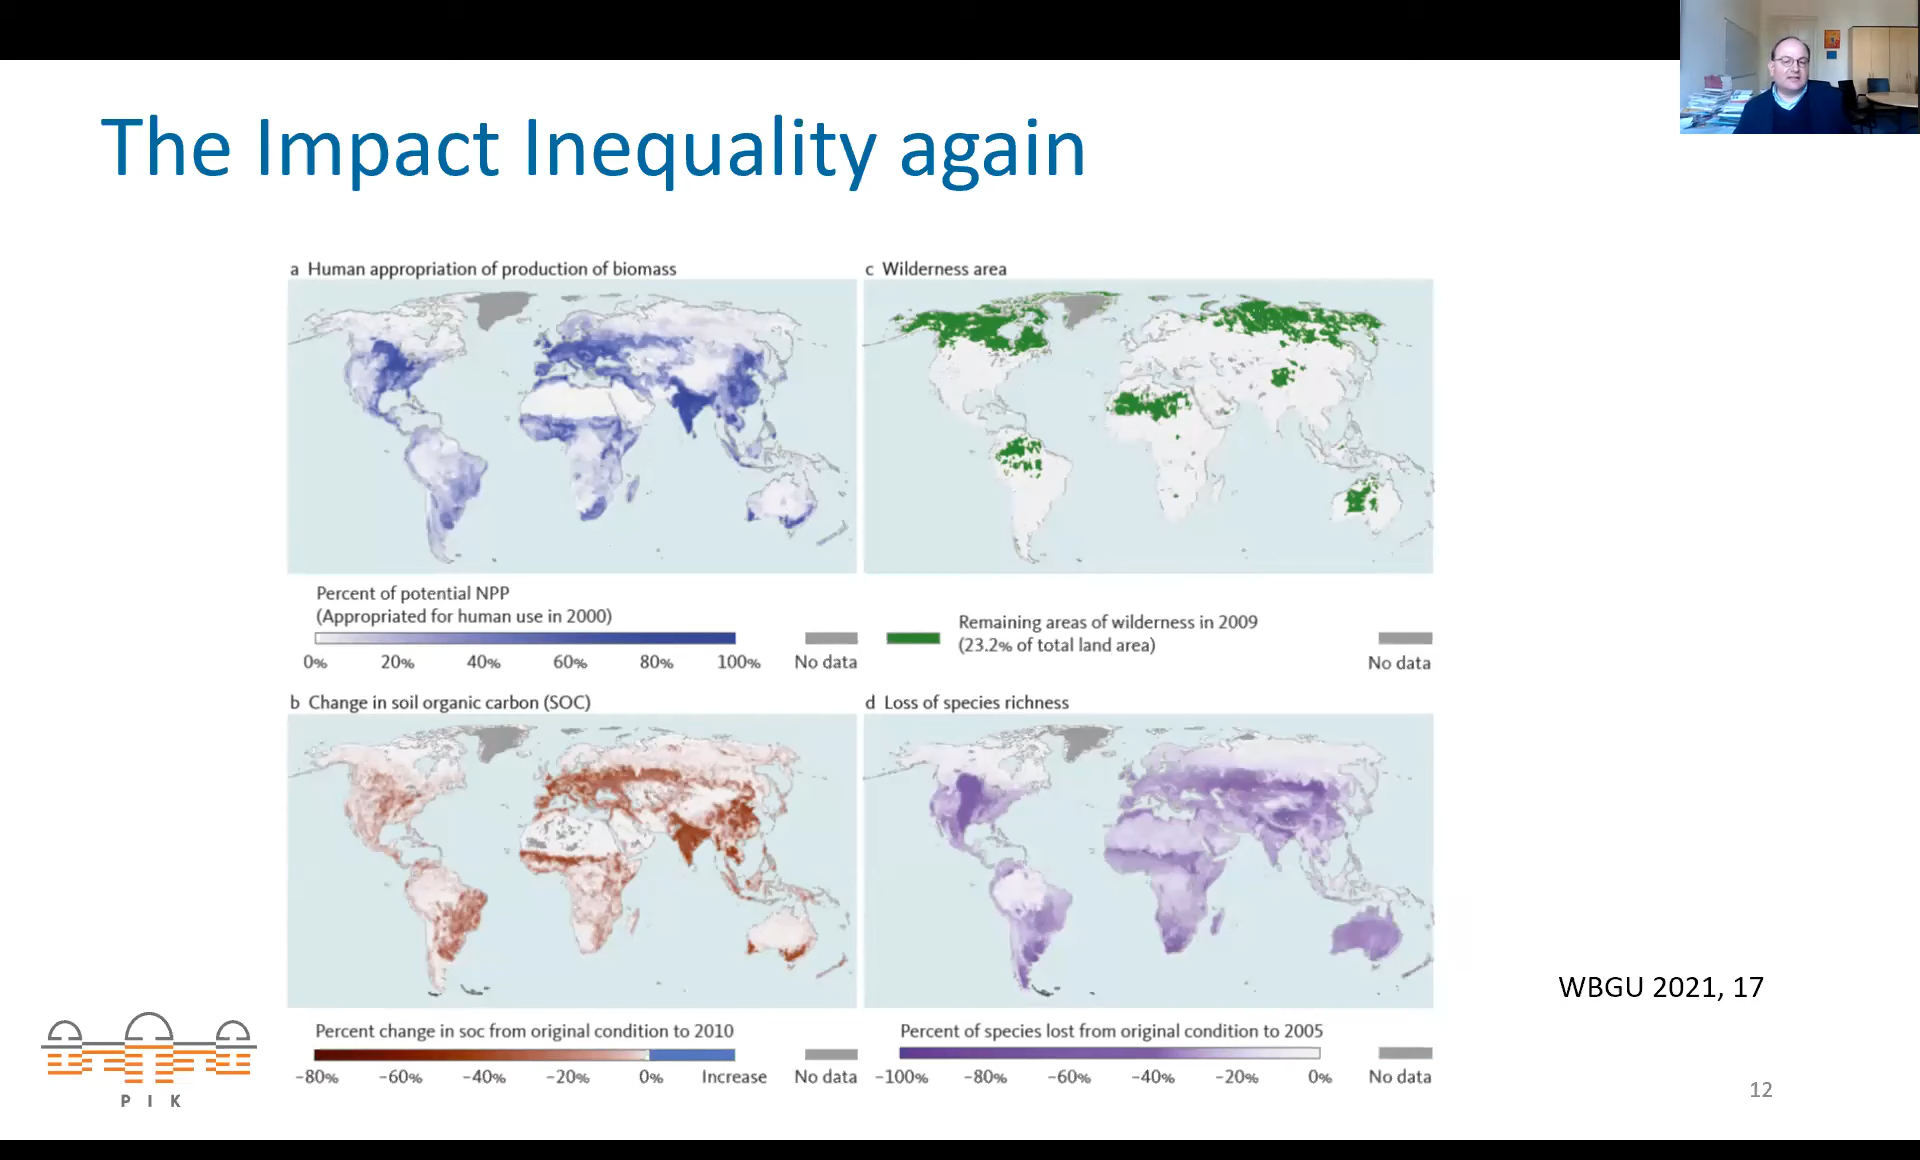 The Impact Inequality again
a Human appropriation of production of biomass
Percent of potential NPP
(Appropriated for human use in 2000)
0% 20% 40% 60% 80% 100% No data
c Wilderness area
Remaining areas of wilderness in 2009
(23.2% of total land area)
No data
b Change in soil organic carbon (SOC)
Percent change in soc from original condition to 2010
−80% −60% −40% −20% 0% Increase No data
d Loss of species richness
Percent of species lost from original condition to 2005
−100% −80% −60% −40% −20% 0% No data
WBGU 2021, 17
PIK
12